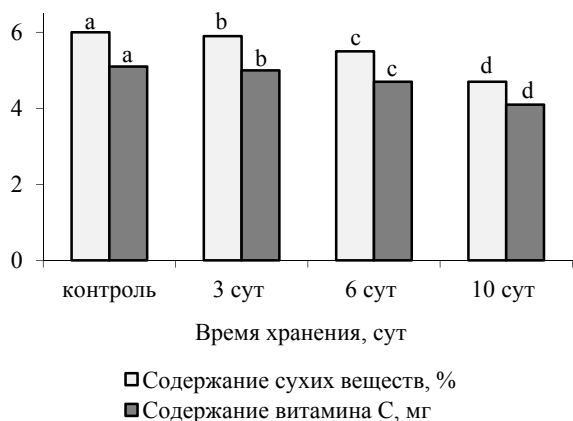 6
4
2
0
a
a
b
b
c
c
d
d
контроль 3 сут 6 сут 10 сут
Время хранения, сут
Содержание сухих веществ, %
Содержание витамина С, мг